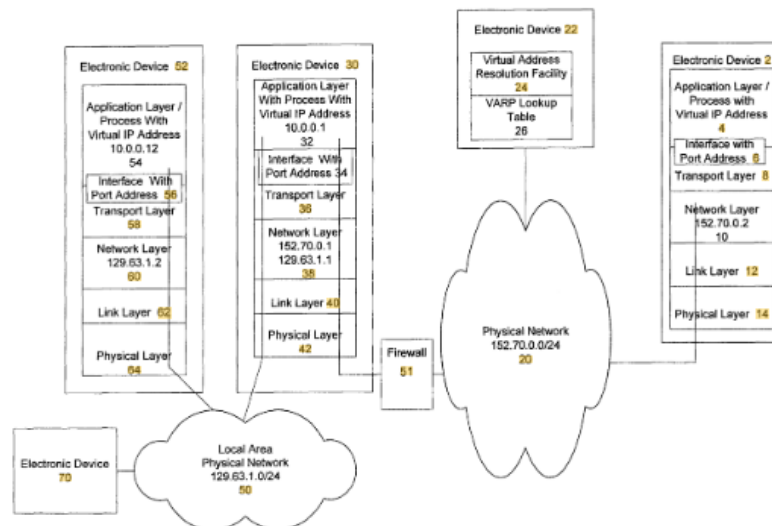 Electronic Device 52
Application Layer /
Process With
Virtual IP Address
10.0.0.12
54
Interface With
Port Address 56
Transport Layer
58
Network Layer
129.63.1.2
60
Link Layer 62
Physical Layer
64
Electronic Device 30
Application Layer
With Process With
Virtual IP Address
10.0.0.1
32
Interface With
Port Address 34
Transport Layer
36
Network Layer
152.70.0.1
129.63.1.1
38
Link Layer 40
Physical Layer
42
Electronic Device 22
Virtual Address
Resolution Facility
24
VARP Lookup
Table
26
Electronic Device 2
Application Layer /
Process with
Virtual IP Address
4
Interface with
Port Address 6
Transport Layer 8
Network Layer
152.70.0.2
10
Link Layer 12
Physical Layer 14
Firewall
51
Physical Network
152.70.0.0/24
20
Electronic Device
70
Local Area
Physical Network
129.63.1.0/24
50